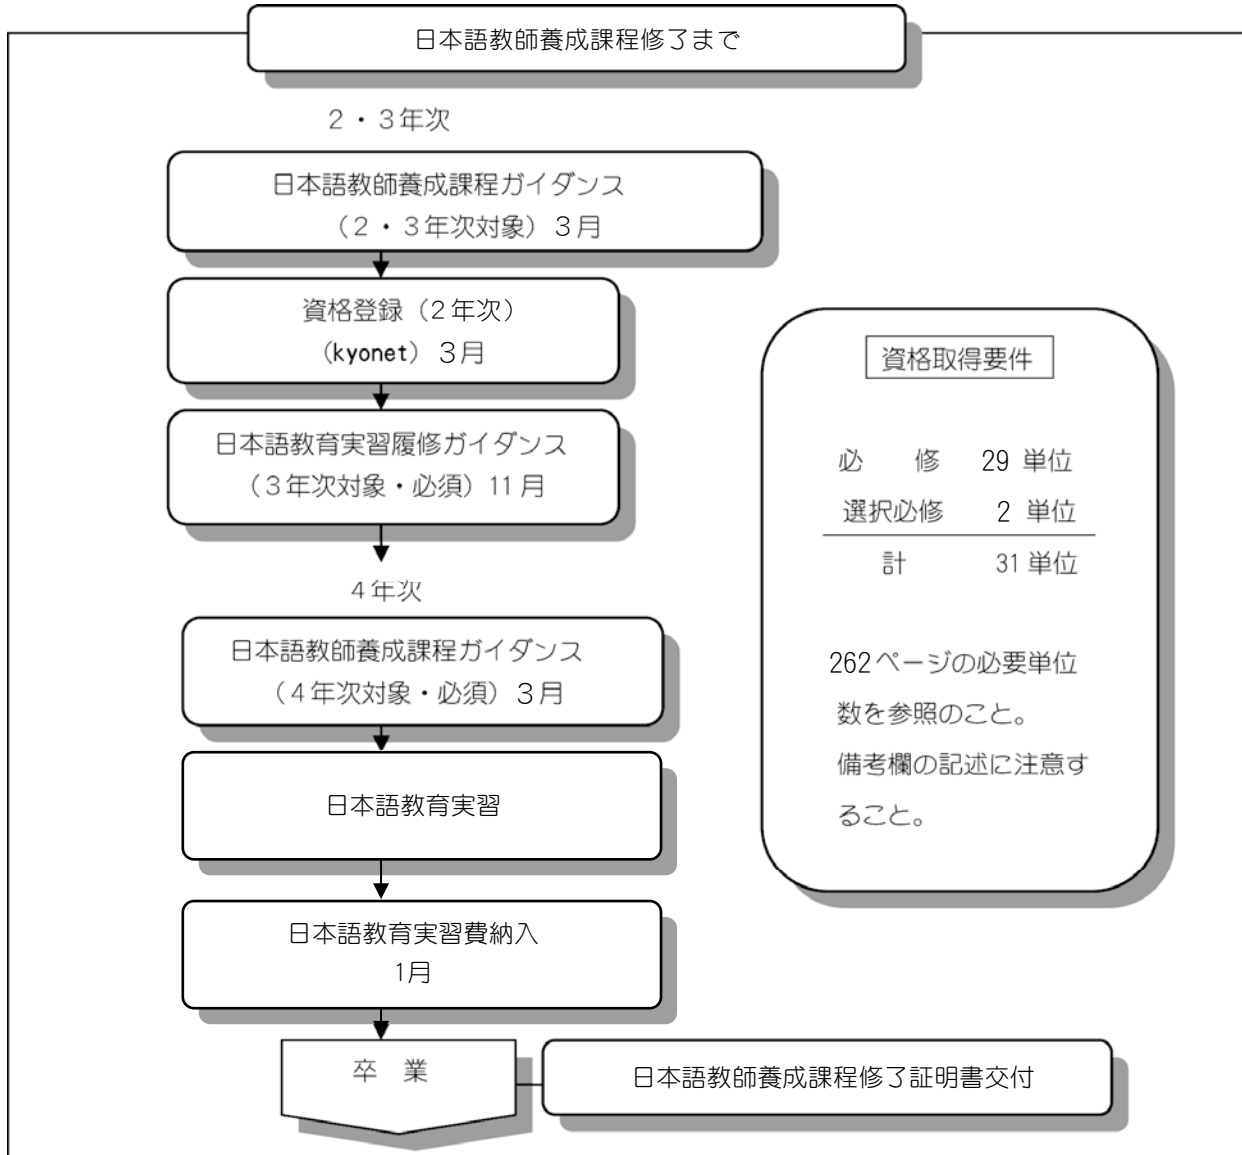 日本語教師養成課程修了まで
２・３年次
日本語教師養成課程ガイダンス
（２・３年次対象）３月
資格登録（２年次）
（kyonet）３月
日本語教育実習履修ガイダンス
（３年次対象・必須）11月
４年次
日本語教師養成課程ガイダンス
（４年次対象・必須）３月
日本語教育実習
日本語教育実習費納入
1月
卒　業
日本語教師養成課程修了証明書交付
資格取得要件
必　　修　29 単位
選択必修　2 単位
計　31 単位
262ページの必要単位
数を参照のこと。
備考欄の記述に注意す
ること。